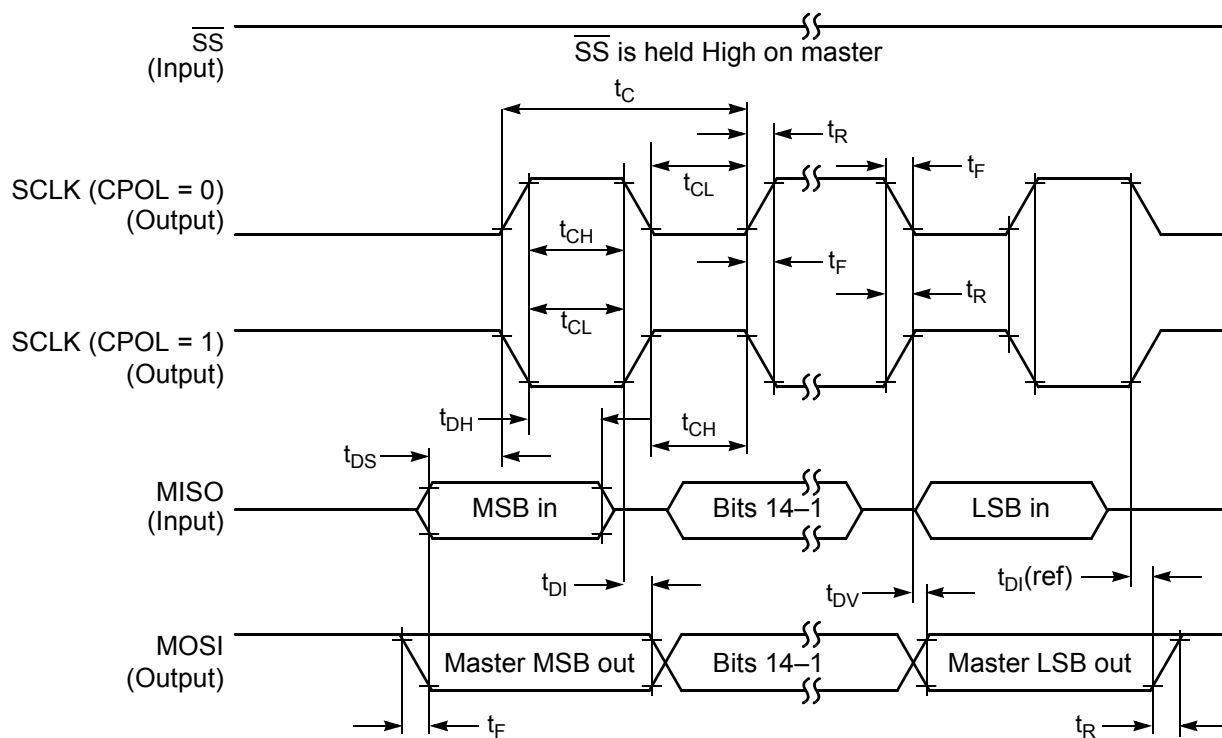 SS
(Input)
SS is held High on master
tC
tR
tF
SCLK (CPOL = 0)
(Output)
tCL
tCH
tF
tR
tCL
SCLK (CPOL = 1)
(Output)
tDH
tCH
tDS
MISO
(Input)
MSB in
Bits 14–1
LSB in
tDI
tDV
tDI(ref)
MOSI
(Output)
Master MSB out
Bits 14–1
Master LSB out
tF
tR